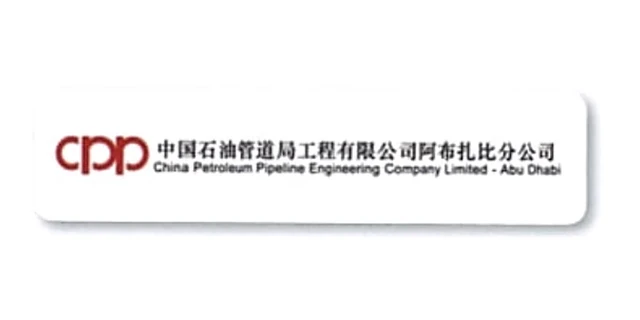 cpp
中国石油管道局工程有限公司阿布扎比分公司
China Petroleum Pipeline Engineering Company Limited - Abu Dhabi